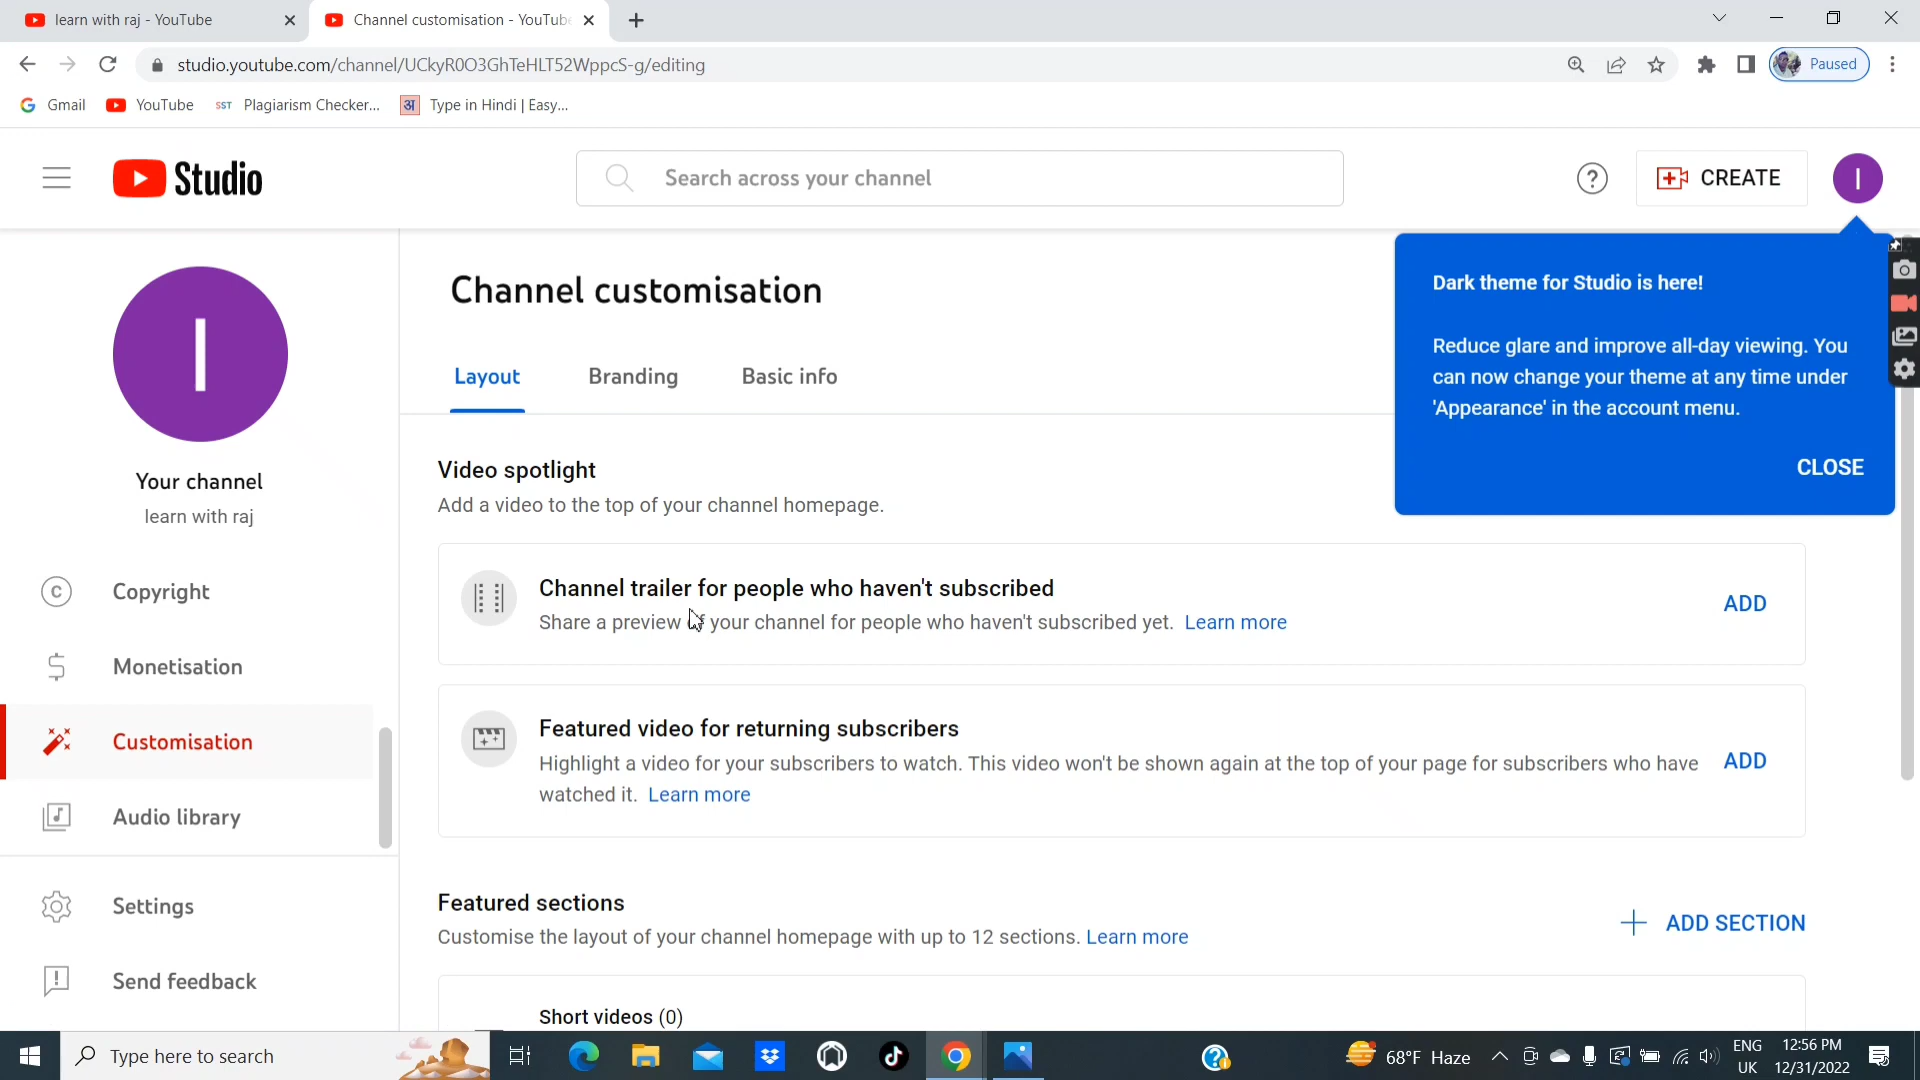 learn with raj - YouTube
Channel customisation - YouTub
studio.youtube.com/channel/UCkyR0O3GhTeHLT52WppcS-g/editing
Paused
Gmail
YouTube
SST Plagiarism Checker...
अ Type in Hindi | Easy...
Studio
Search across your channel
CREATE
I
I
Your channel
learn with raj
Copyright
Monetisation
Customisation
Audio library
Settings
Send feedback
Channel customisation
Layout
Branding
Basic info
Dark theme for Studio is here!
Reduce glare and improve all-day viewing. You
can now change your theme at any time under
'Appearance' in the account menu.
CLOSE
Video spotlight
Add a video to the top of your channel homepage.
Channel trailer for people who haven't subscribed
Share a preview of your channel for people who haven't subscribed yet. Learn more
ADD
Featured video for returning subscribers
Highlight a video for your subscribers to watch. This video won't be shown again at the top of your page for subscribers who have
watched it. Learn more
ADD
Featured sections
Customise the layout of your channel homepage with up to 12 sections. Learn more
ADD SECTION
Short videos (0)
Type here to search
68°F Haze
ENG
UK
12:56 PM
12/31/2022